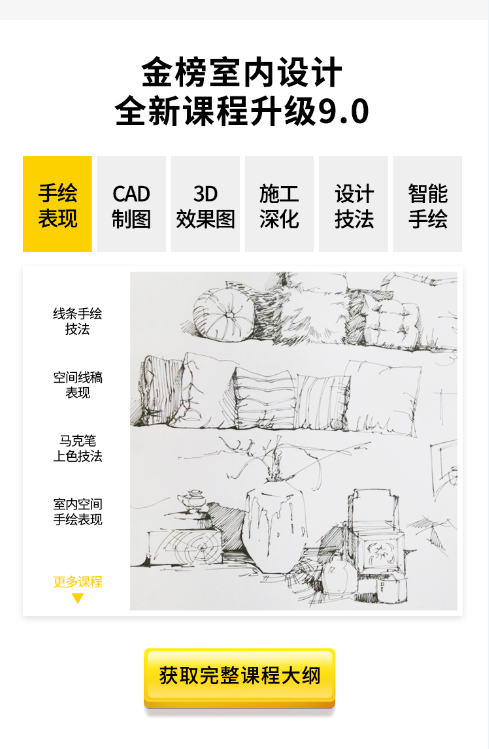 金榜室内设计
全新课程升级9.0
手绘
表现
CAD
制图
3D
效果图
施工
深化
设计
技法
智能
手绘
线条手绘
技法
空间线稿
表现
马克笔
上色技法
室内空间
手绘表现
更多课程
获取完整课程大纲